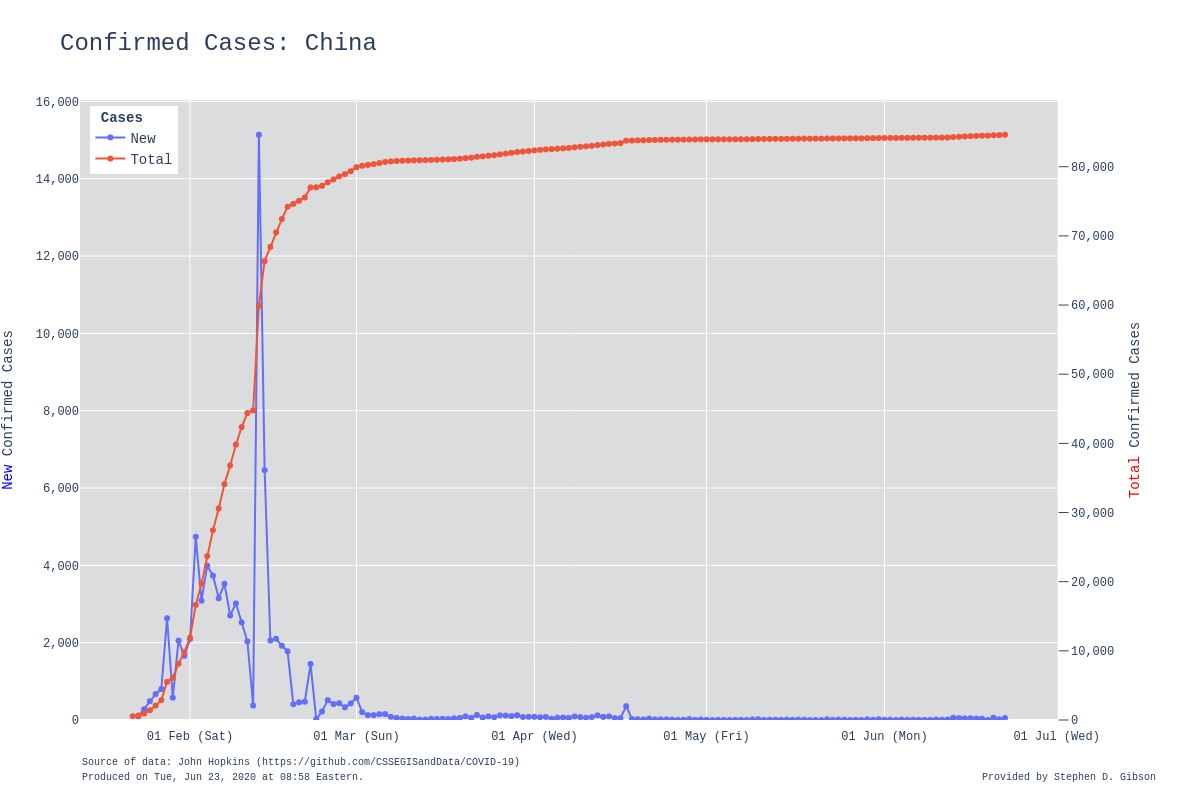 Confirmed Cases: China
Cases
New
Total
16,000
14,000
12,000
10,000
8,000
6,000
4,000
2,000
0
New Confirmed Cases
80,000
70,000
60,000
50,000
40,000
30,000
20,000
10,000
0
Total Confirmed Cases
01 Feb (Sat) 01 Mar (Sun) 01 Apr (Wed) 01 May (Fri) 01 Jun (Mon) 01 Jul (Wed)
Source of data: John Hopkins (https://github.com/CSSEGISandData/COVID-19)
Produced on Tue, Jun 23, 2020 at 08:58 Eastern.
Provided by Stephen D. Gibson